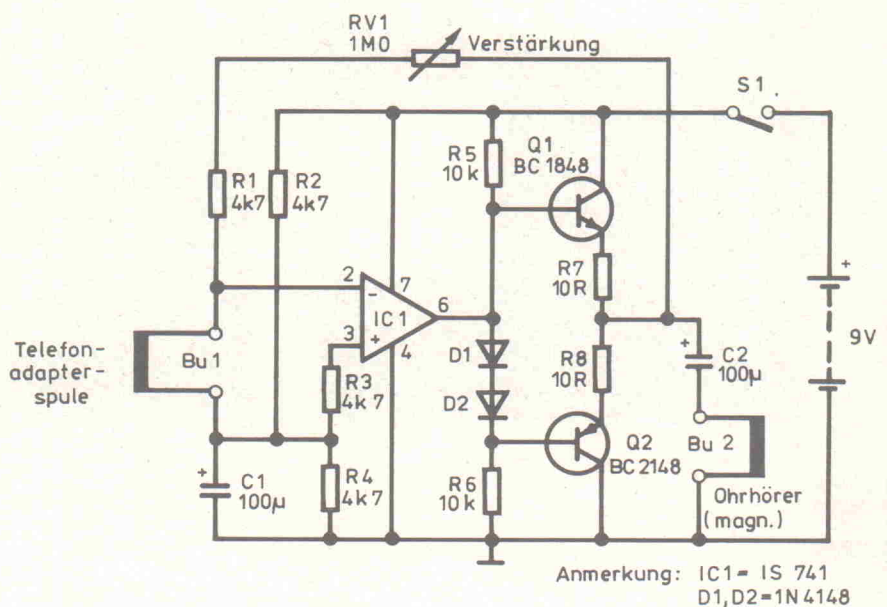 RV1
1M0
Verstärkung
S1
R1
4k7
R2
4k7
R5
10k
Q1
BC 1848
2
7
6
-
IC1
3
+
4
R7
10R
Telefon-
adapter-
spule
Bu 1
R3
4k7
D1
D2
R8
10R
+
C2
100µ
+
9V
+
C1
100µ
R4
4k7
R6
10k
Q2
BC 2148
Bu 2
Ohrhörer
(magn.)
Anmerkung: IC1= IS 741
D1,D2=1N4148